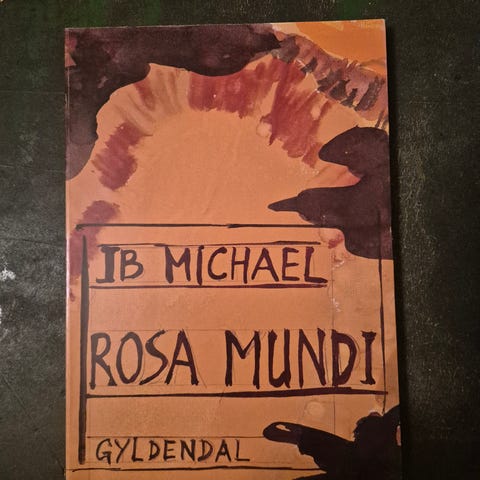 IB MICHAEL
ROSA MUNDI
GYLDENDAL